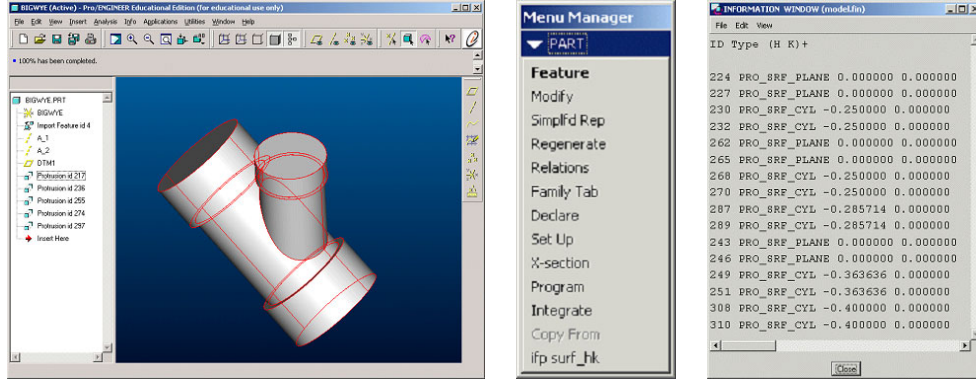 BIGWYE (Active) - Pro/ENGINEER Educational Edition (for educational use only)
File Edit View Insert Analysis Info Applications Utilities Window Help
• 100% has been completed.
BIGWYE.PRT
BIGWYE
Import Feature id 4
A_1
A_2
DTM1
Protrusion id 217
Protrusion id 236
Protrusion id 255
Protrusion id 274
Protrusion id 297
Insert Here
Menu Manager
PART
Feature
Modify
Simplfd Rep
Regenerate
Relations
Family Tab
Declare
Set Up
X-section
Program
Integrate
Copy From
ifp surf_hk
INFORMATION WINDOW (model.fin)
File Edit View
ID Type (H K)+
224 PRO_SRF_PLANE 0.000000 0.000000
227 PRO_SRF_PLANE 0.000000 0.000000
230 PRO_SRF_CYL -0.250000 0.000000
232 PRO_SRF_CYL -0.250000 0.000000
262 PRO_SRF_PLANE 0.000000 0.000000
265 PRO_SRF_PLANE 0.000000 0.000000
268 PRO_SRF_CYL -0.250000 0.000000
270 PRO_SRF_CYL -0.250000 0.000000
287 PRO_SRF_CYL -0.285714 0.000000
289 PRO_SRF_CYL -0.285714 0.000000
243 PRO_SRF_PLANE 0.000000 0.000000
246 PRO_SRF_PLANE 0.000000 0.000000
249 PRO_SRF_CYL -0.363636 0.000000
251 PRO_SRF_CYL -0.363636 0.000000
308 PRO_SRF_CYL -0.400000 0.000000
310 PRO_SRF_CYL -0.400000 0.000000
Close